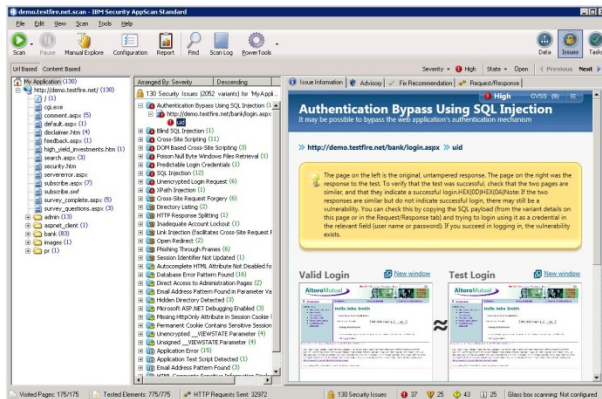 demo.testfire.net.scan - IBM Security AppScan Standard
File Edit View Scan Tools Help
Scan Pause Manual Explore Configuration Report Find Scan Log PowerTools Data Issues Tasks
Url Based Content Based
Severity High State Open Previous Next
My Application (130)
http://demo.testfire.net/ (130)
/ (1)
cgi.exe
comment.aspx (5)
default.aspx (1)
disclaimer.htm (4)
feedback.aspx (1)
high_yield_investments.htm (1)
search.aspx (3)
security.htm
servererror.aspx
subscribe.aspx (7)
subscribe.swf
survey_complete.aspx (5)
survey_questions.aspx (3)
admin (13)
aspnet_client (1)
bank (83)
images (1)
pr (1)
Arranged By: Severity Descending
130 Security Issues (2052 variants) for 'My Appli
Authentication Bypass Using SQL Injection (1
http://demo.testfire.net/bank/login.aspx
uid
Blind SQL Injection (1)
Cross-Site Scripting (11)
DOM Based Cross-Site Scripting (3)
Poison Null Byte Windows Files Retrieval (1)
Predictable Login Credentials (1)
SQL Injection (12)
Unencrypted Login Request (6)
XPath Injection (1)
Cross-Site Request Forgery (6)
Directory Listing (2)
HTTP Response Splitting (1)
Inadequate Account Lockout (1)
Link Injection (facilitates Cross-Site Request F
Open Redirect (2)
Phishing Through Frames (6)
Session Identifier Not Updated (1)
Autocomplete HTML Attribute Not Disabled fo
Database Error Pattern Found (16)
Direct Access to Administration Pages (2)
Email Address Pattern Found in Parameter Va
Hidden Directory Detected (3)
Microsoft ASP.NET Debugging Enabled (3)
Missing HttpOnly Attribute in Session Cookie
Permanent Cookie Contains Sensitive Session
Unencrypted __VIEWSTATE Parameter (4)
Unsigned __VIEWSTATE Parameter (4)
Application Error (15)
Application Test Script Detected (1)
Email Address Pattern Found (3)
Issue Information Advisory Fix Recommendation Request/Response
High CVSS
Authentication Bypass Using SQL Injection
It may be possible to bypass the web application's authentication mechanism
http://demo.testfire.net/bank/login.aspx uid
The page on the left is the original, untampered response. The page on the right was the
response to the test. To verify that the test was successful, check that the two pages are
similar, and that they indicate a successful login. If the two
responses are similar but do not indicate successful login, there may still be a
vulnerability. You can check this by copying the SQL payload (from the variant details on
this page or in the Request/Response tab) and trying to login using it as a credential in
the relevant field (user name or password). If you succeed in logging in, the vulnerability
exists.
Valid Login New window Test Login New window
AltoroMutual AltoroMutual
Hello John Smith Hello John Smith
≈
Visited Pages: 175/175 Tested Elements: 775/775 HTTP Requests Sent: 32972 130 Security Issues 37 25 43 25 Glass box scanning: Not configured